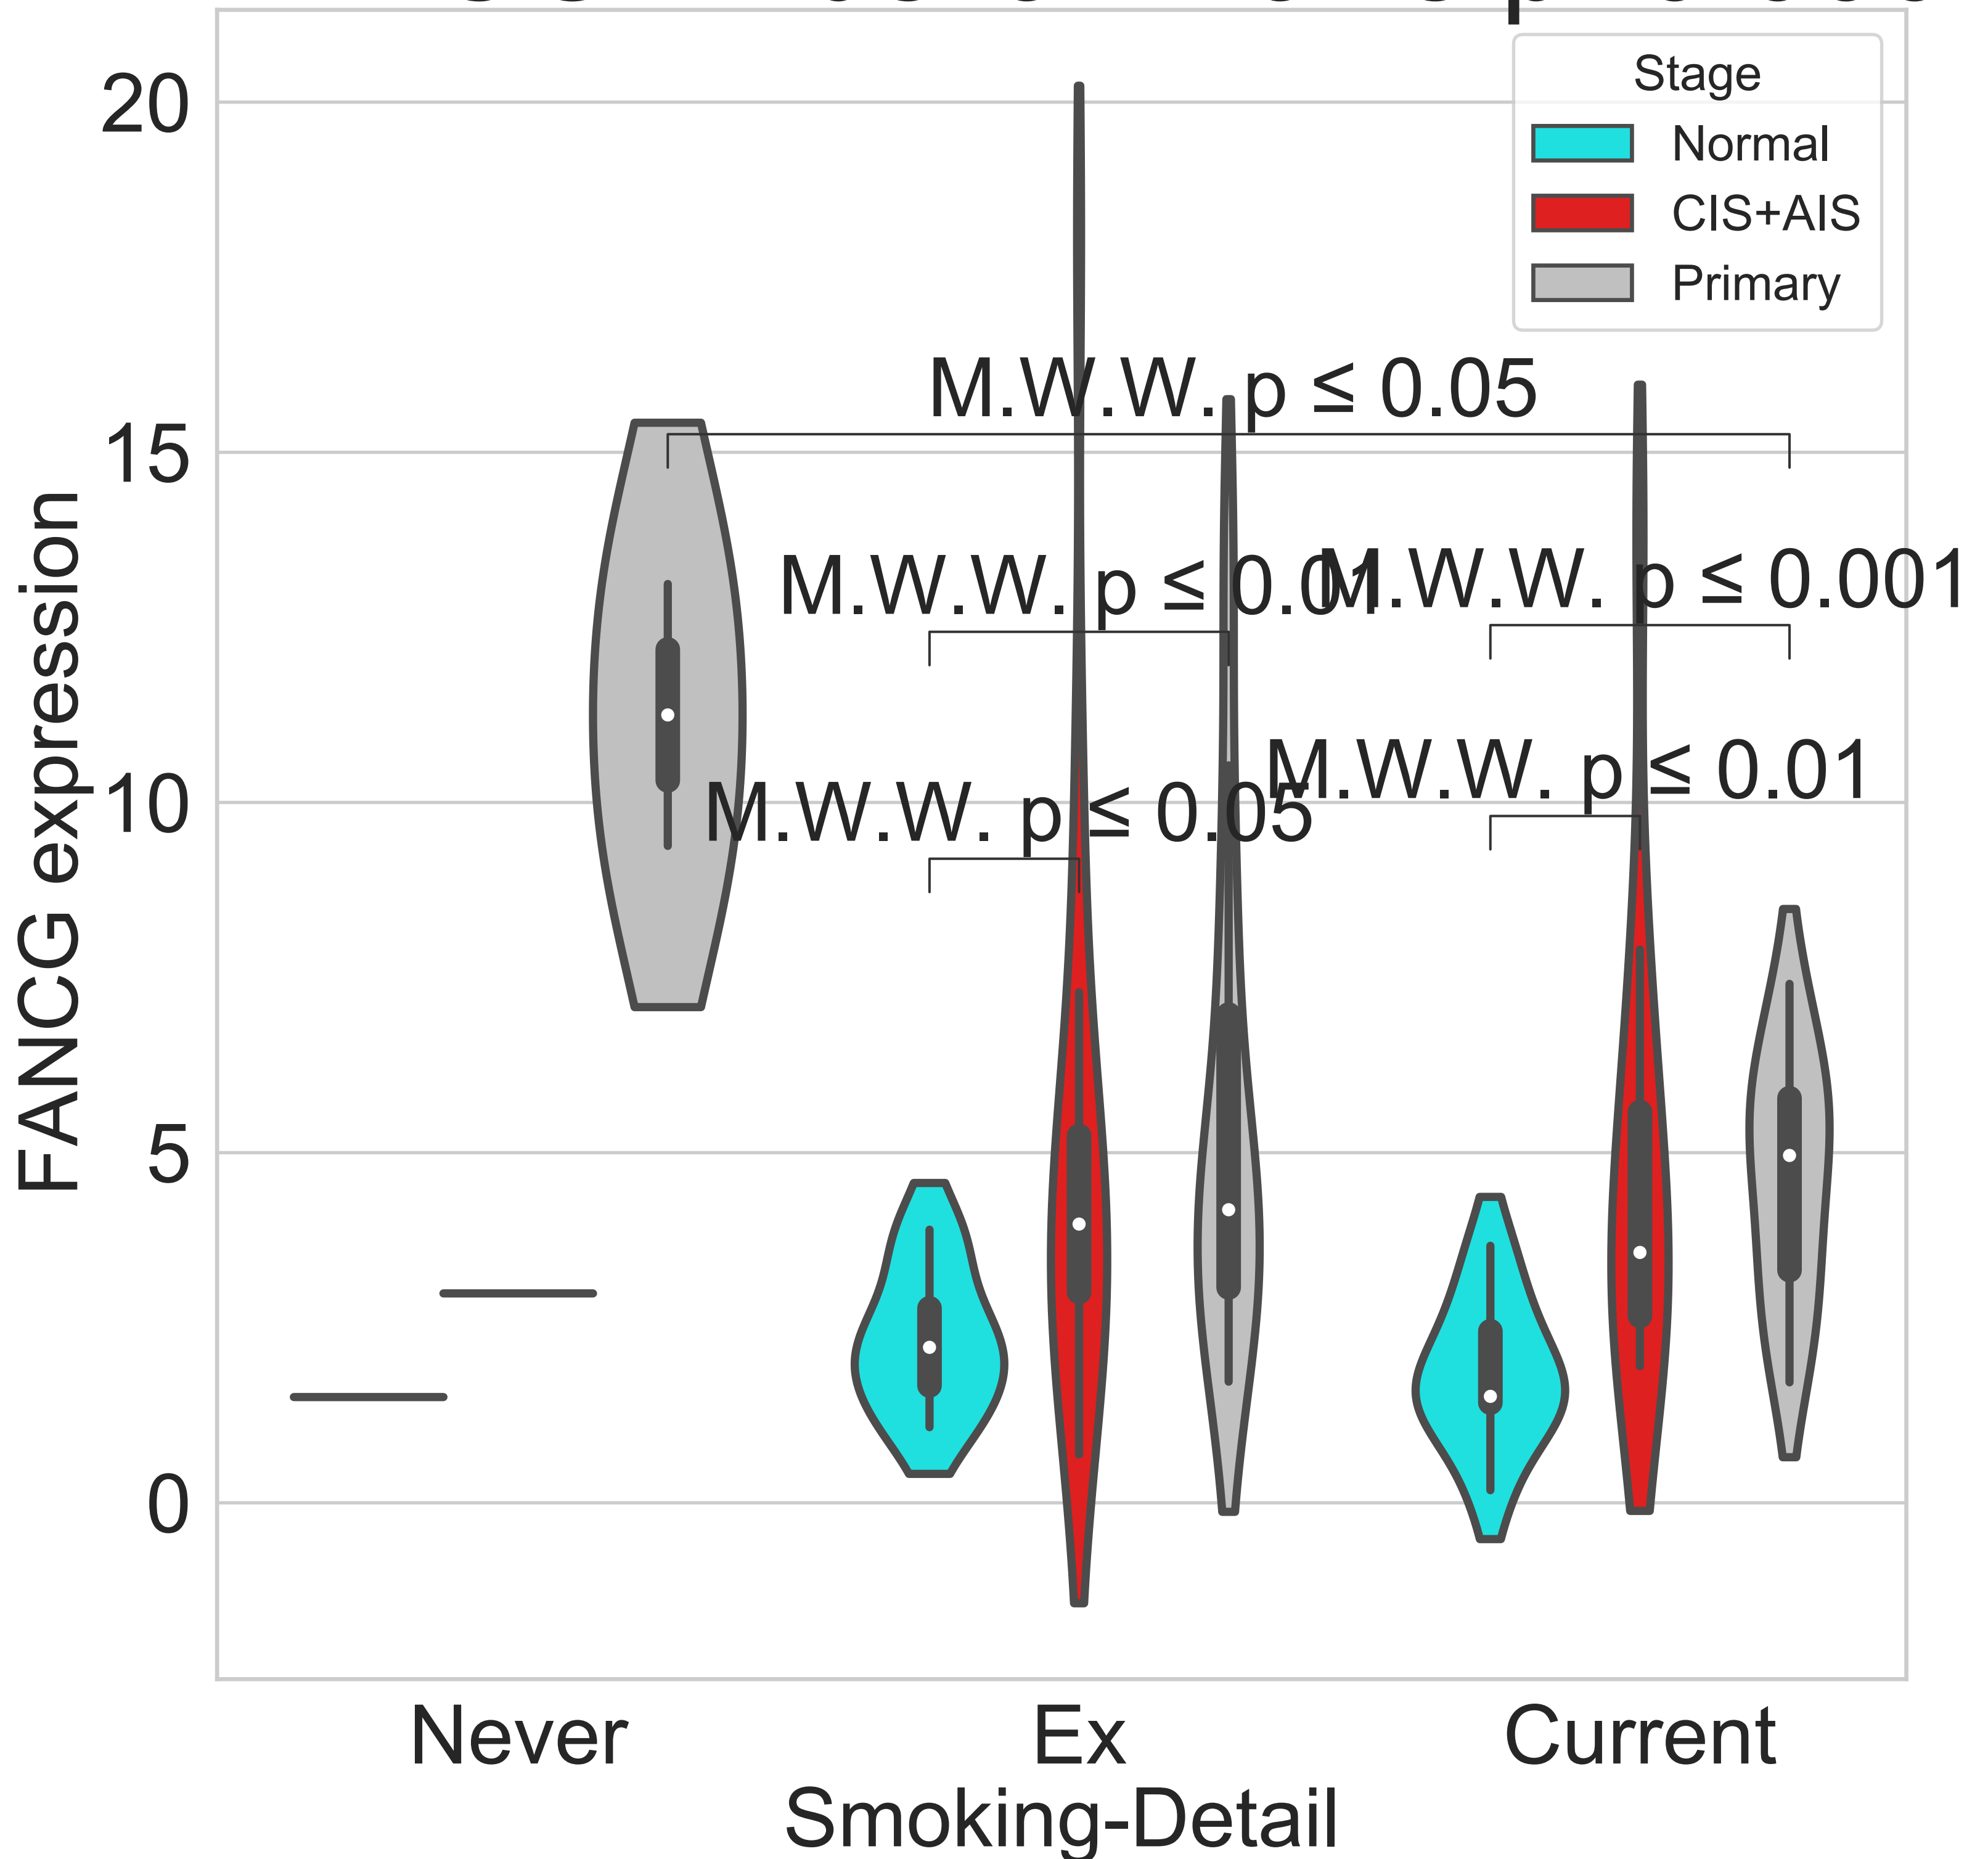 Stage
Normal
CIS+AIS
Primary
20
15
10
5
0
FANCG expression
M.W.W. p ≤ 0.05
M.W.W. p ≤ 0.01
M.W.W. p ≤ 0.001
M.W.W. p ≤ 0.05
M.W.W. p ≤ 0.01
Never
Ex
Current
Smoking-Detail